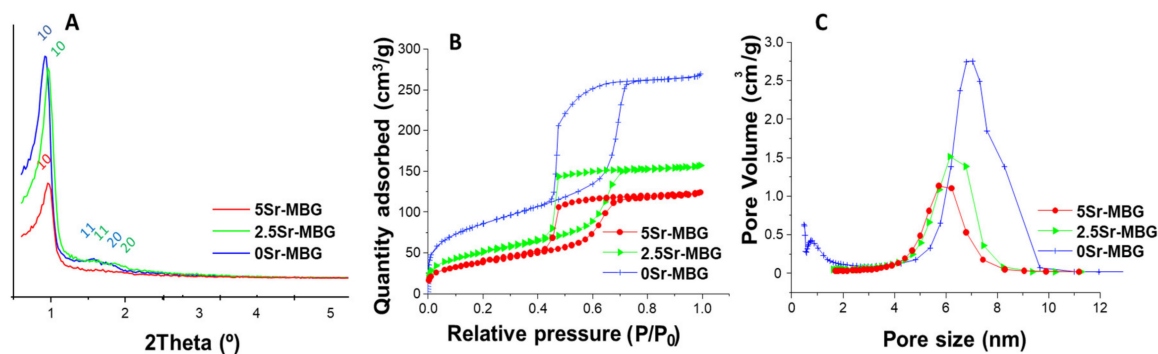 A
10
10
10
11
11
20
20
5Sr-MBG
2.5Sr-MBG
0Sr-MBG
0
1
2
5
2Theta (º)
B
Quantity adsorbed (cm³/g)
300
250
200
150
100
50
0
0.0
0.2
0.4
0.6
0.8
1.0
5Sr-MBG
2.5Sr-MBG
0Sr-MBG
Relative pressure (P/P₀)
C
Pore Volume (cm³/g)
3.0
2.5
2.0
1.5
1.0
0.5
0.0
0
2
4
6
8
10
12
5Sr-MBG
2.5Sr-MBG
0Sr-MBG
Pore size (nm)